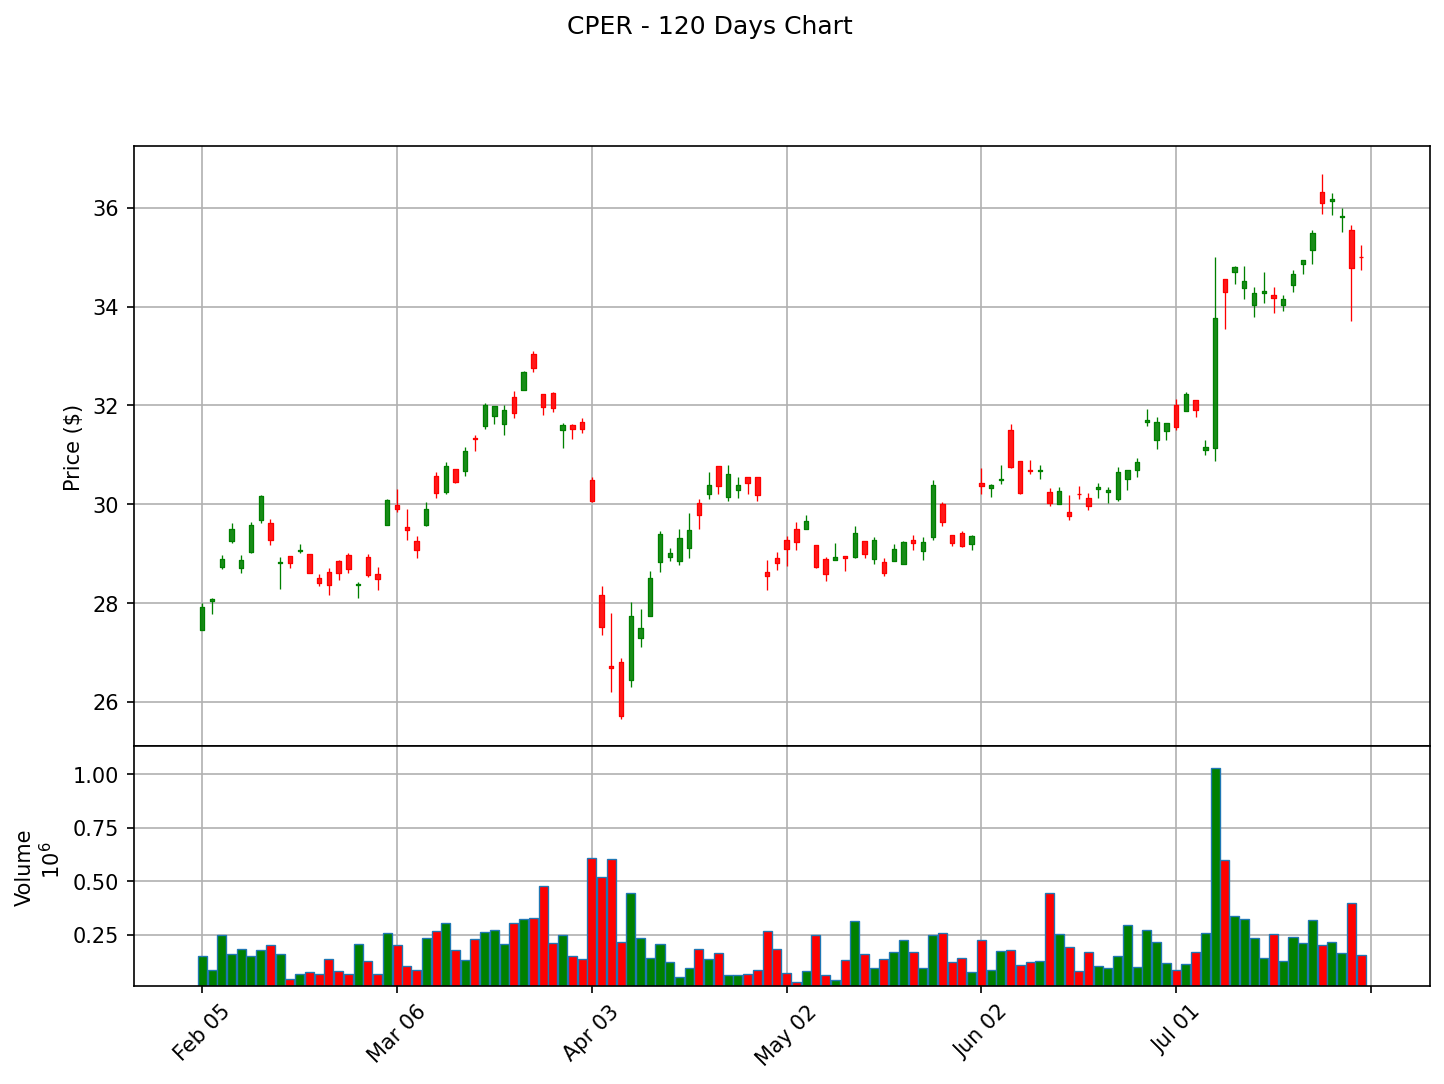 CPER - 120 Days Chart
36
34
32
30
28
26
Price ($)
1.00
0.75
0.50
0.25
Volume
10⁶
Feb 05
Mar 06
Apr 03
May 02
Jun 02
Jul 01